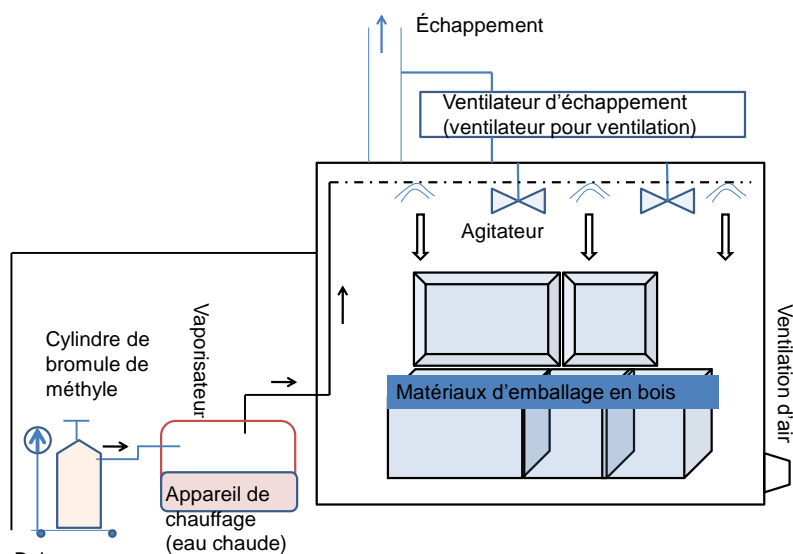 Échappement
Ventilateur d'échappement
(ventilateur pour ventilation)
Agitateur
Vaporisateur
Cylindre de
bromule de
méthyle
Matériaux d'emballage en bois
Ventilation d'air
Appareil de
chauffage
(eau chaude)